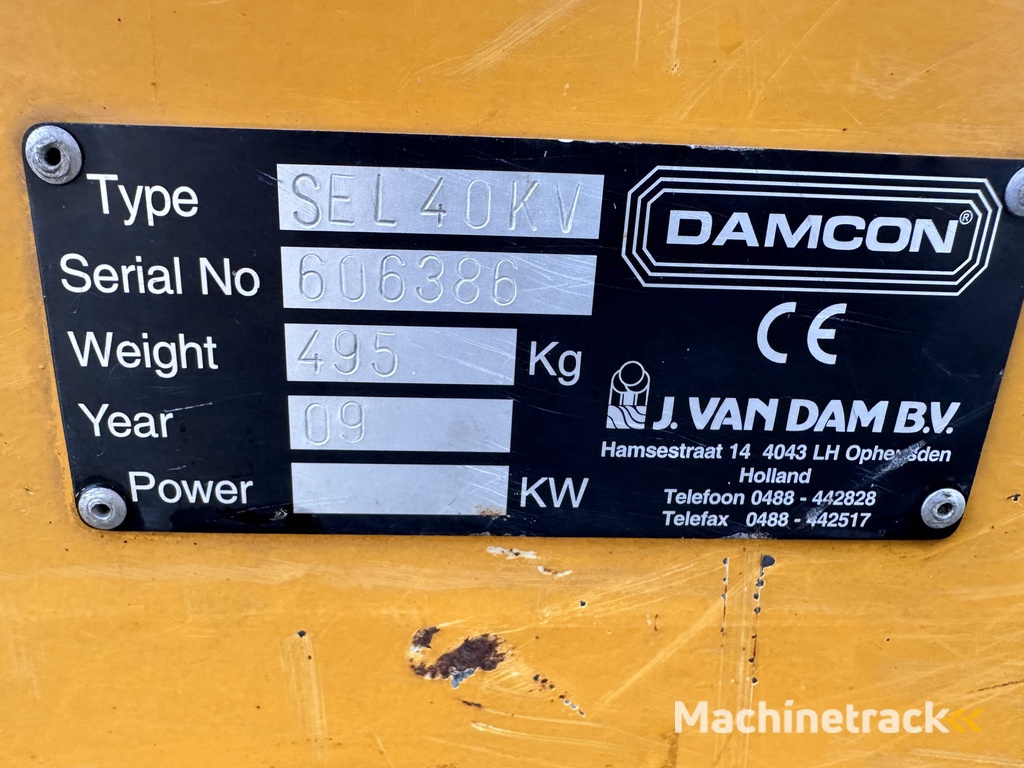 Type SEL40KV
Serial No 606386
Weight 495 Kg
Year 09
Power KW
DAMCON®
CE
J. VAN DAM B.V.
Hamsestraat 14 4043 LH
Holland
Telefoon 0488 - 442828
Telefax 0488 - 442517
Machinetrack